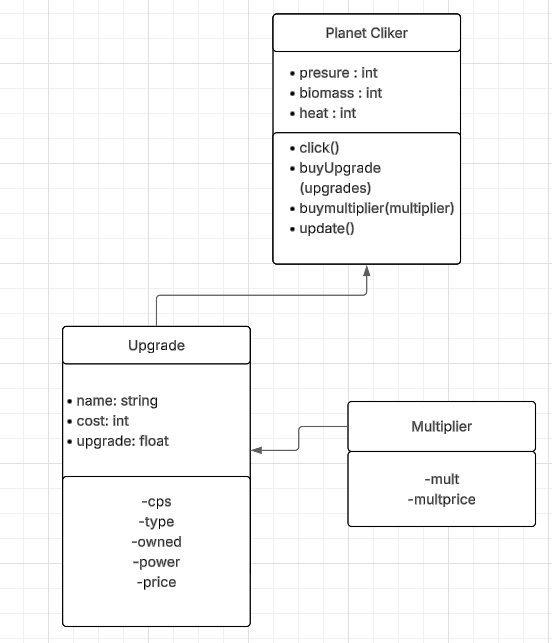 Planet Cliker
• presure : int
• biomass : int
• heat : int
• click()
• buyUpgrade
(upgrades)
• buymultiplier(multiplier)
• update()
Upgrade
• name: string
• cost: int
• upgrade: float
-cps
-type
-owned
-power
-price
Multiplier
-mult
-multprice